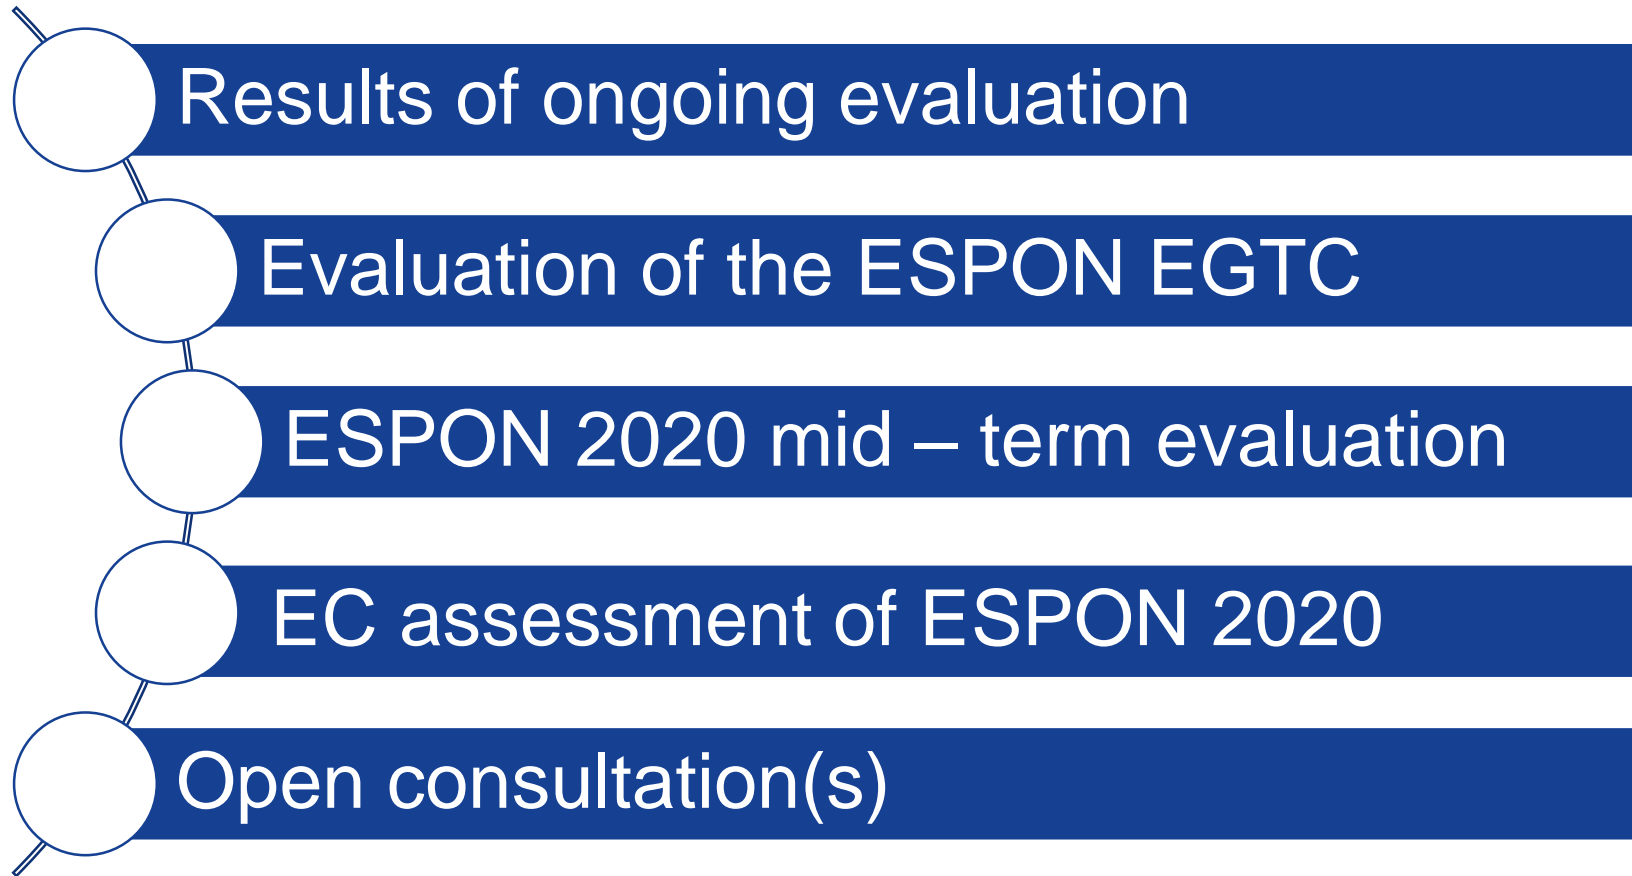 Results of ongoing evaluation
Evaluation of the ESPON EGTC
ESPON 2020 mid – term evaluation
EC assessment of ESPON 2020
Open consultation(s)